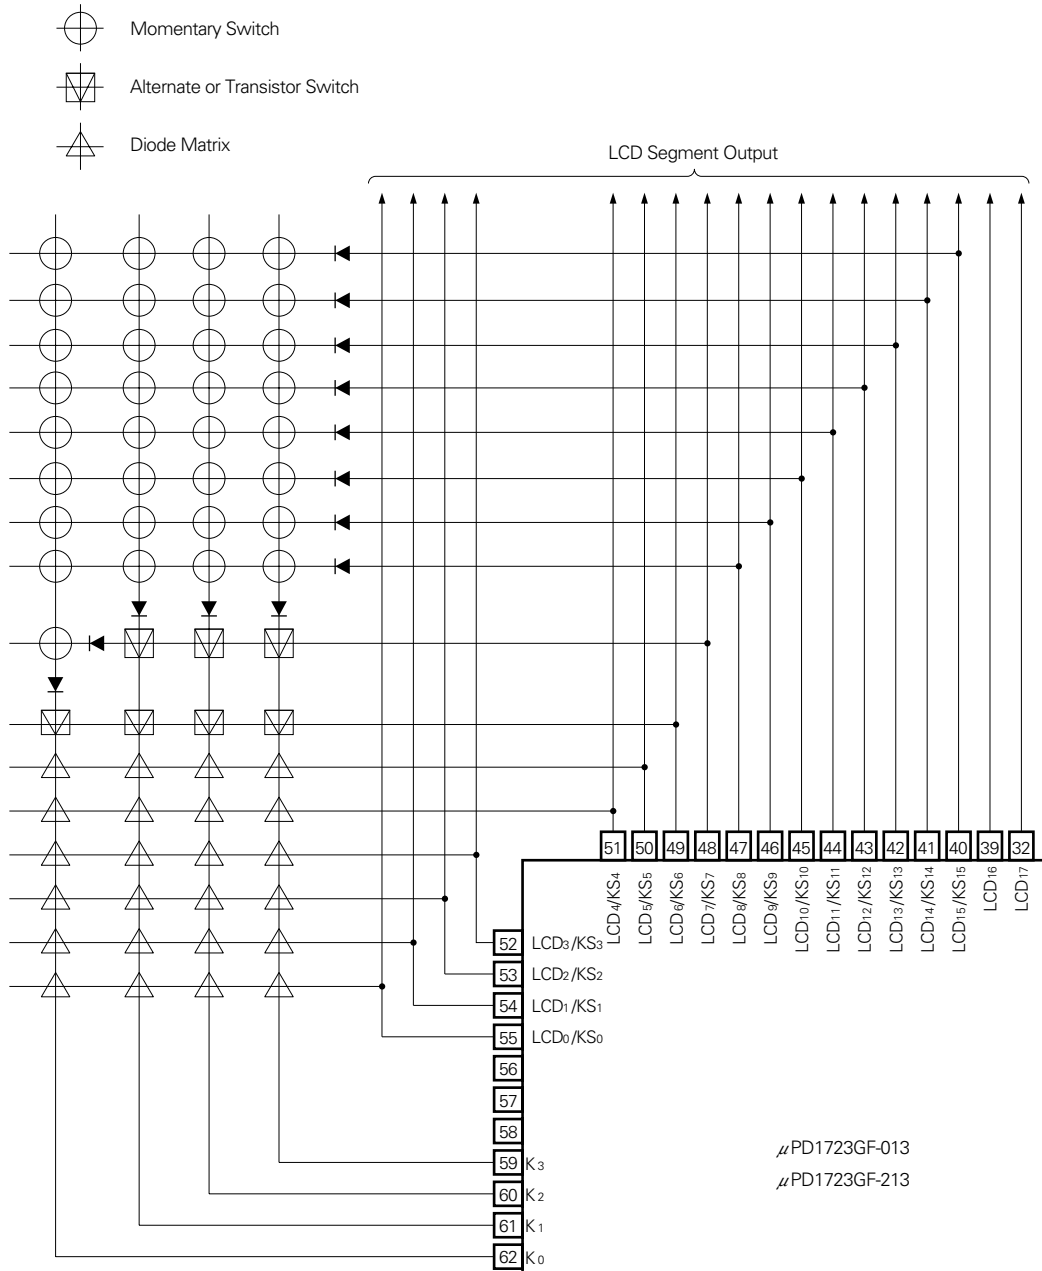 Momentary Switch
Alternate or Transistor Switch
Diode Matrix
LCD Segment Output
51 50 49 48 47 46 45 44 43 42 41 40 39 32
LCD4/KS4
LCD5/KS5
LCD6/KS6
LCD7/KS7
LCD8/KS8
LCD9/KS9
LCD10/KS10
LCD11/KS11
LCD12/KS12
LCD13/KS13
LCD14/KS14
LCD15/KS15
LCD16
LCD17
52 LCD3/KS3
53 LCD2/KS2
54 LCD1/KS1
55 LCD0/KS0
56
57
58
μPD1723GF-013
59 K3
μPD1723GF-213
60 K2
61 K1
62 K0